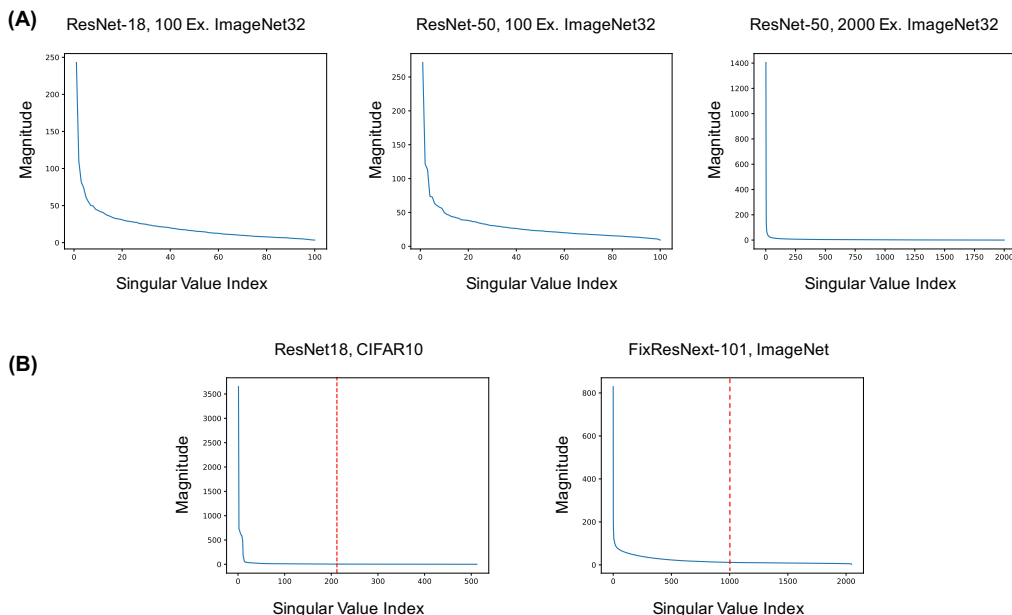 (A)
ResNet-18, 100 Ex. ImageNet32
ResNet-50, 100 Ex. ImageNet32
ResNet-50, 2000 Ex. ImageNet32
Magnitude
250
200
150
100
50
0
0 20 40 60 80 100
Singular Value Index
Magnitude
250
200
150
100
50
0
0 20 40 60 80 100
Singular Value Index
Magnitude
1400
1200
1000
800
600
400
200
0
0 250 500 750 1000 1250 1500 1750 2000
Singular Value Index
(B)
ResNet18, CIFAR10
FixResNext-101, ImageNet
Magnitude
3500
3000
2500
2000
1500
1000
500
0
0 100 200 300 400 500
Singular Value Index
Magnitude
800
600
400
200
0
0 500 1000 1500 2000
Singular Value Index